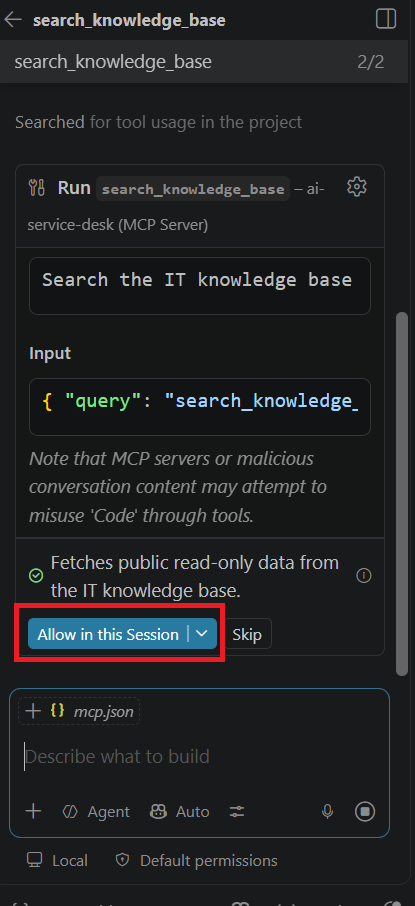 search_knowledge_base
search_knowledge_base 2/2
Searched for tool usage in the project
Run search_knowledge_base – ai-
service-desk (MCP Server)
Search the IT knowledge base
Input
{ "query": "search_knowledge_
Note that MCP servers or malicious
conversation content may attempt to
misuse 'Code' through tools.
Fetches public read-only data from
the IT knowledge base.
Allow in this Session Skip
mcp.json
Describe what to build
Agent Auto
Local Default permissions